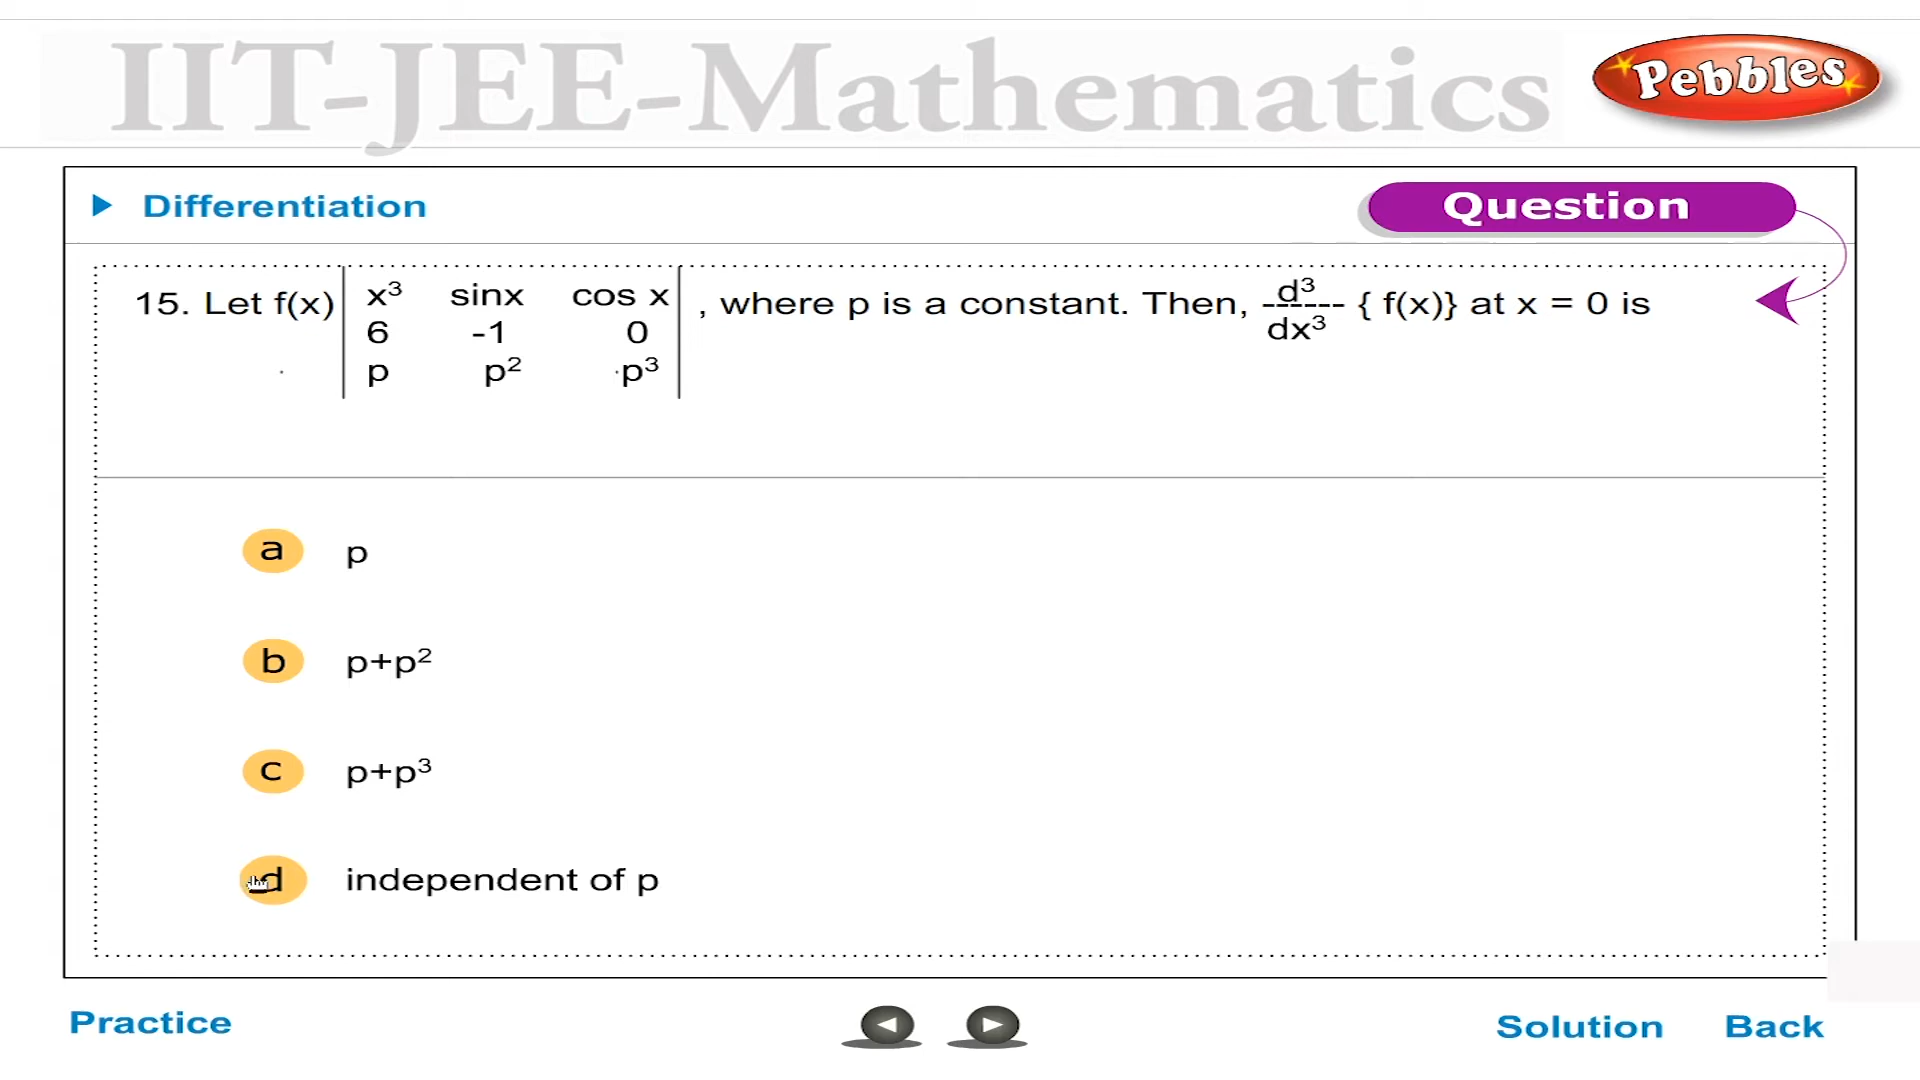 IIT-JEE-Mathematics
Pebbles
Differentiation
Question
15. Let f(x) | x³ sinx cos x | , where p is a constant. Then, d³/dx³ { f(x)} at x = 0 is
6 -1 0
p p² p³
a p
b p+p²
c p+p³
d independent of p
Practice
Solution Back